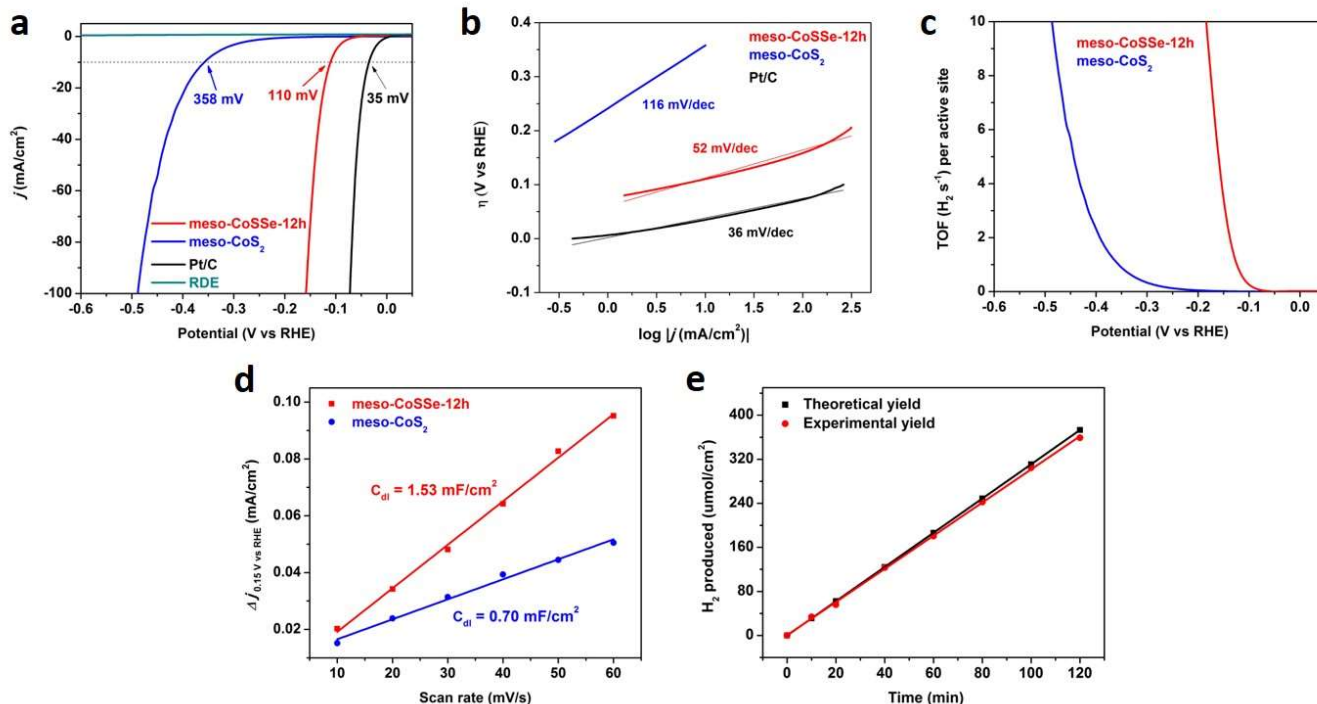 a
0
-20
-40
-60
-80
-100
j (mA/cm²)
358 mV
110 mV
35 mV
meso-CoSSe-12h
meso-CoS₂
Pt/C
RDE
-0.6 -0.5 -0.4 -0.3 -0.2 -0.1 -0.0
Potential (V vs RHE)
b
0.4
0.3
0.2
0.1
0.0
-0.1
η (V vs RHE)
meso-CoSSe-12h
meso-CoS₂
Pt/C
116 mV/dec
52 mV/dec
36 mV/dec
-0.5 0.0 0.5 1.0 1.5 2.0 2.5
log |j (mA/cm²)|
c
10
8
6
4
2
0
TOF (H₂ s⁻¹) per active site
meso-CoSSe-12h
meso-CoS₂
-0.6 -0.5 -0.4 -0.3 -0.2 -0.1 0.0
Potential (V vs RHE)
d
0.10
0.08
0.06
0.04
0.02
Δ j 0.15 V vs RHE (mA/cm²)
meso-CoSSe-12h
meso-CoS₂
Cdl = 1.53 mF/cm²
Cdl = 0.70 mF/cm²
10 20 30 40 50 60
Scan rate (mV/s)
e
400
320
240
160
80
0
H₂ produced (umol/cm²)
Theoretical yield
Experimental yield
0 20 40 60 80 100 120
Time (min)